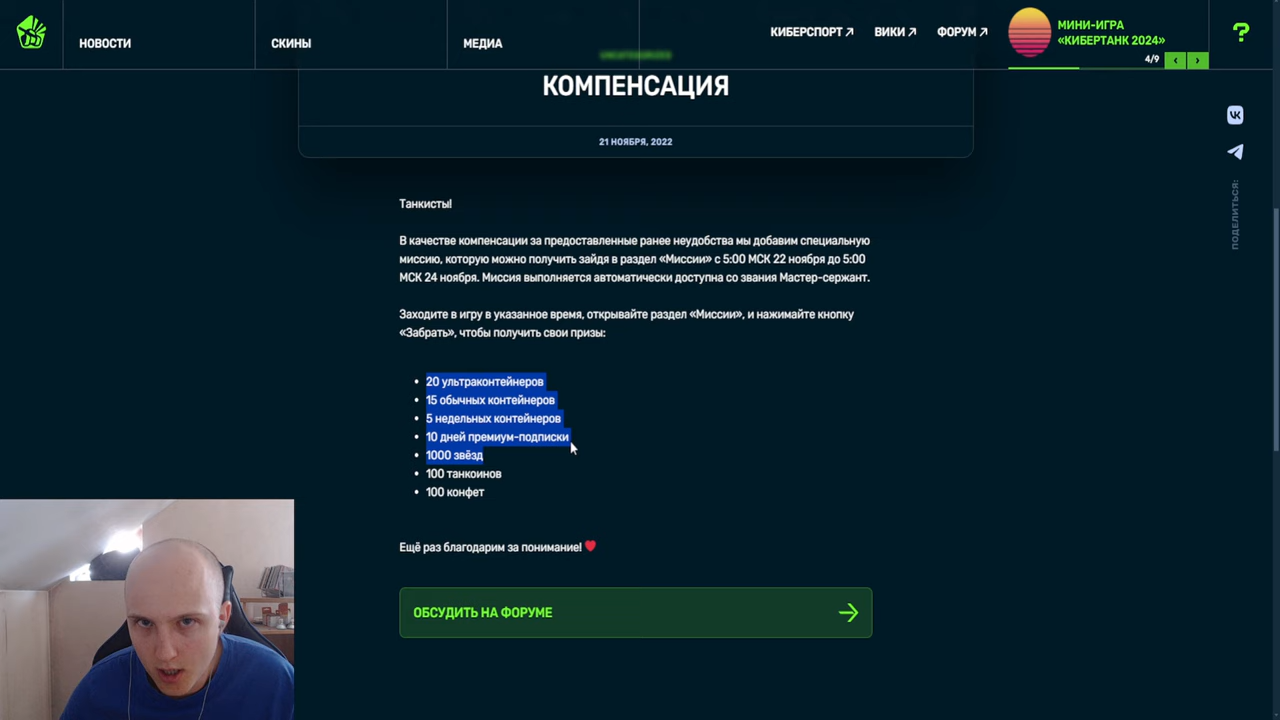 НОВОСТИ
СКИНЫ
МЕДИА
КИБЕРСПОРТ ↗
ВИКИ ↗
ФОРУМ ↗
МИНИ-ИГРА
«КИБЕРТАНК 2024»
4/9
‹ ›
?
UNCATEGORIZED
КОМПЕНСАЦИЯ
21 НОЯБРЯ, 2022
ПОДЕЛИТЬСЯ:
Танкисты!
В качестве компенсации за предоставленные ранее неудобства мы добавим специальную
миссию, которую можно получить зайдя в раздел «Миссии» с 5:00 МСК 22 ноября до 5:00
МСК 24 ноября. Миссия выполняется автоматически доступна со звания Мастер-сержант.
Заходите в игру в указанное время, открывайте раздел «Миссии», и нажимайте кнопку
«Забрать», чтобы получить свои призы:
• 20 ультраконтейнеров
• 15 обычных контейнеров
• 5 недельных контейнеров
• 10 дней премиум-подписки
• 1000 звёзд
• 100 танкоинов
• 100 конфет
Ещё раз благодарим за понимание! ❤
ОБСУДИТЬ НА ФОРУМЕ →